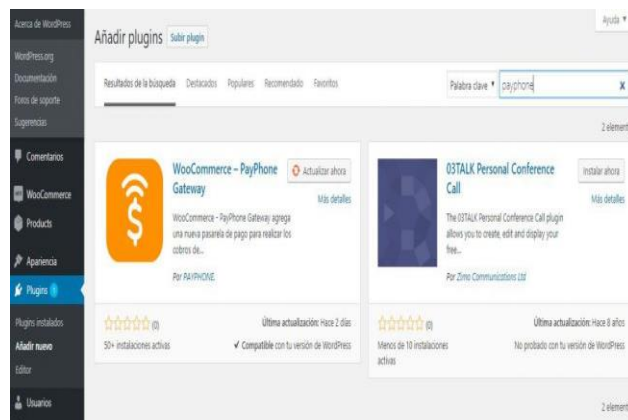 Acerca de WordPress
WordPress.org
Documentación
Foros de soporte
Sugerencias
Comentarios
WooCommerce
Products
Apariencia
Plugins 1
Plugins instalados
Añadir nuevo
Editor
Usuarios
Ayuda ▼
Añadir plugins Subir plugin
Resultados de la búsqueda Destacados Populares Recomendado Favoritos Palabra clave ▼ payphone x
2 element
WooCommerce – PayPhone
Gateway
Actualizar ahora
Más detalles
WooCommerce - PayPhone Gateway agrega
una nueva pasarela de pago para realizar los
cobros de...
Por PAYPHONE.
(0)
50+ instalaciones activas
Última actualización: Hace 2 días
✓ Compatible con tu versión de WordPress
03TALK Personal Conference
Call
Instalar ahora
Más detalles
The 03TALK Personal Conference Call plugin
allows you to create, edit and display your
free...
Por Zimo Communications Ltd
(0)
Menos de 10 instalaciones
activas
Última actualización: Hace 8 años
No probado con tu versión de WordPress
2 element